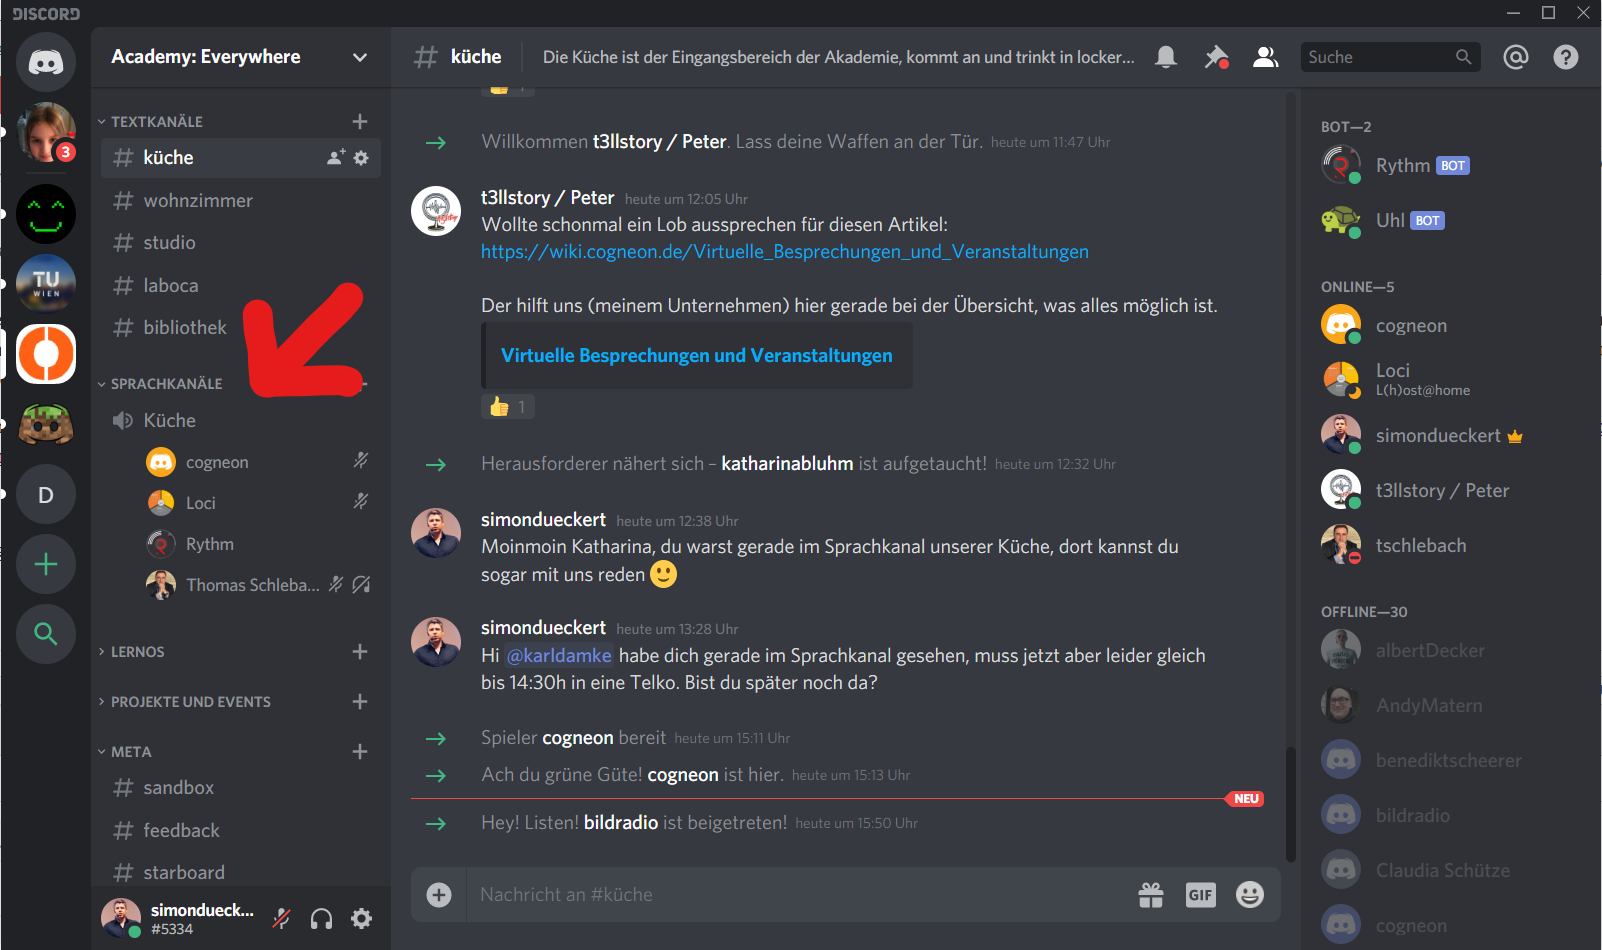 DISCORD
Academy: Everywhere
küche
Die Küche ist der Eingangsbereich der Akademie, kommt an und trinkt in locker...
Suche
3
TU
WIEN
D
TEXTKANÄLE
küche
wohnzimmer
studio
laboca
bibliothek
SPRACHKANÄLE
Küche
cogneon
Loci
Rythm
Thomas Schleba...
LERNOS
PROJEKTE UND EVENTS
META
sandbox
feedback
starboard
simondueck...
#5334
Willkommen t3llstory / Peter. Lass deine Waffen an der Tür. heute um 11:47 Uhr
t3llstory / Peter heute um 12:05 Uhr
Wollte schonmal ein Lob aussprechen für diesen Artikel:
https://wiki.cogneon.de/Virtuelle_Besprechungen_und_Veranstaltungen
Der hilft uns (meinem Unternehmen) hier gerade bei der Übersicht, was alles möglich ist.
Virtuelle Besprechungen und Veranstaltungen
1
Herausforderer nähert sich – katharinabluhm ist aufgetaucht! heute um 12:32 Uhr
simondueckert heute um 12:38 Uhr
Moinmoin Katharina, du warst gerade im Sprachkanal unserer Küche, dort kannst du
sogar mit uns reden
simondueckert heute um 13:28 Uhr
Hi @karldamke habe dich gerade im Sprachkanal gesehen, muss jetzt aber leider gleich
bis 14:30h in eine Telko. Bist du später noch da?
Spieler cogneon bereit heute um 15:11 Uhr
Ach du grüne Güte! cogneon ist hier. heute um 15:13 Uhr
NEU
Hey! Listen! bildradio ist beigetreten! heute um 15:50 Uhr
Nachricht an #küche
GIF
BOT—2
Rythm BOT
Uhl BOT
ONLINE—5
cogneon
Loci
L(h)ost@home
simondueckert
t3llstory / Peter
tschlebach
OFFLINE—30
albertDecker
AndyMatern
benediktscheerer
bildradio
Claudia Schütze
cogneon